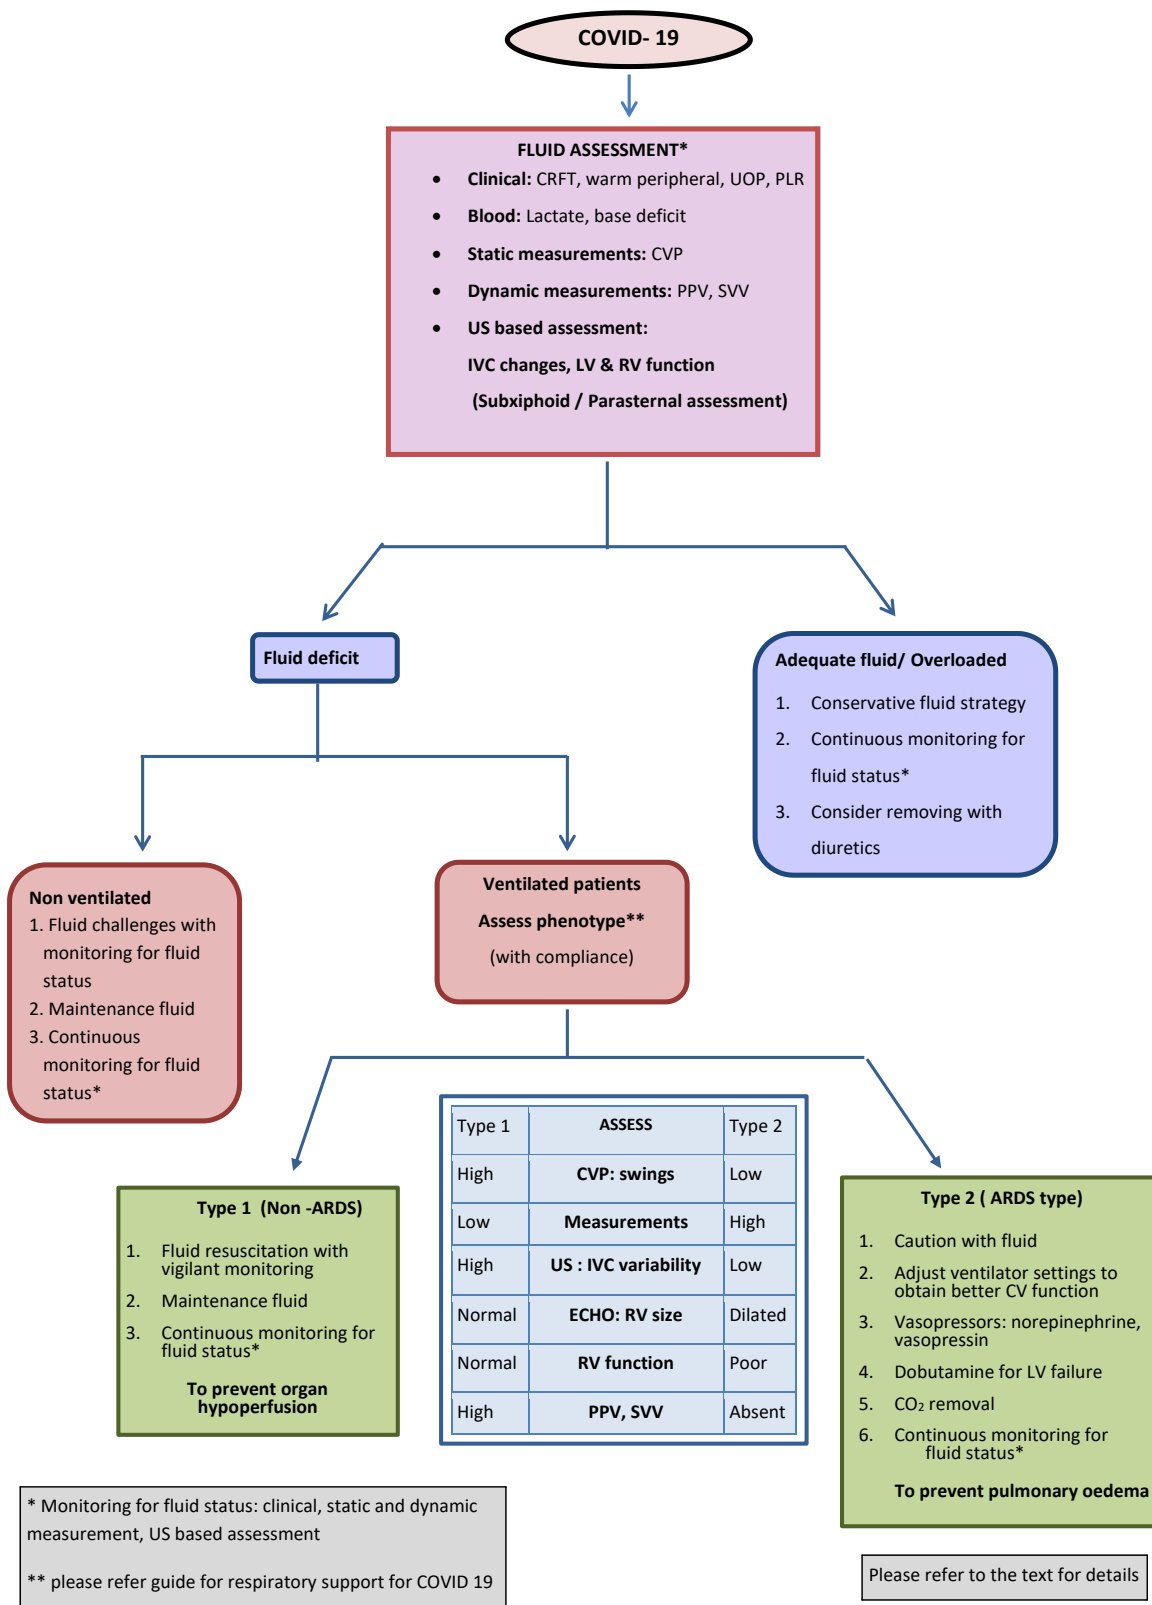 COVID- 19
FLUID ASSESSMENT*
• Clinical: CRFT, warm peripheral, UOP, PLR
• Blood: Lactate, base deficit
• Static measurements: CVP
• Dynamic measurements: PPV, SVV
• US based assessment:
IVC changes, LV & RV function
(Subxiphoid / Parasternal assessment)
Fluid deficit
Adequate fluid/ Overloaded
1. Conservative fluid strategy
2. Continuous monitoring for
fluid status*
3. Consider removing with
diuretics
Non ventilated
1. Fluid challenges with
monitoring for fluid
status
2. Maintenance fluid
3. Continuous
monitoring for fluid
status*
Ventilated patients
Assess phenotype**
(with compliance)
Type 1 (Non -ARDS)
1. Fluid resuscitation with
vigilant monitoring
2. Maintenance fluid
3. Continuous monitoring for
fluid status*
To prevent organ
hypoperfusion
Type 1 ASSESS Type 2
High CVP: swings Low
Low Measurements High
High US : IVC variability Low
Normal ECHO: RV size Dilated
Normal RV function Poor
High PPV, SVV Absent
Type 2 ( ARDS type)
1. Caution with fluid
2. Adjust ventilator settings to
obtain better CV function
3. Vasopressors: norepinephrine,
vasopressin
4. Dobutamine for LV failure
5. CO₂ removal
6. Continuous monitoring for
fluid status*
To prevent pulmonary oedema
* Monitoring for fluid status: clinical, static and dynamic
measurement, US based assessment
** please refer guide for respiratory support for COVID 19
Please refer to the text for details